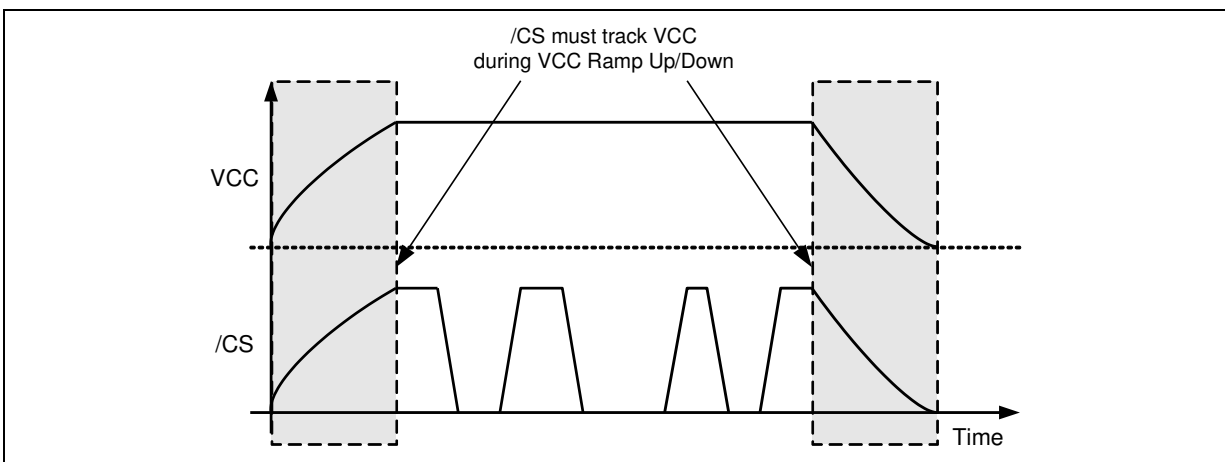 /CS must track VCC
during VCC Ramp Up/Down
VCC
/CS
Time